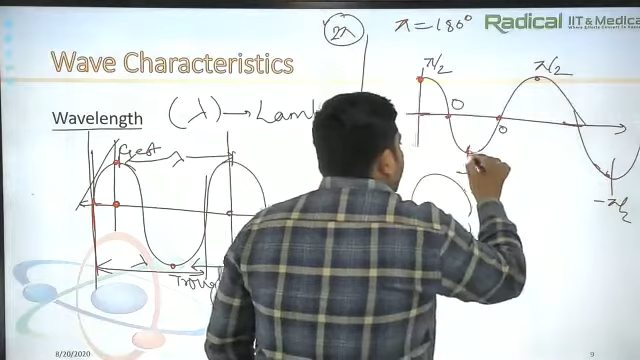 2λ
π = 180°
Radical IIT & Medical
Wave Characteristics
Wavelength
(λ) → Lamb
Crest
λ
λ
Trough
π/2
0
0
π/2
-π/2
8/20/2020
9